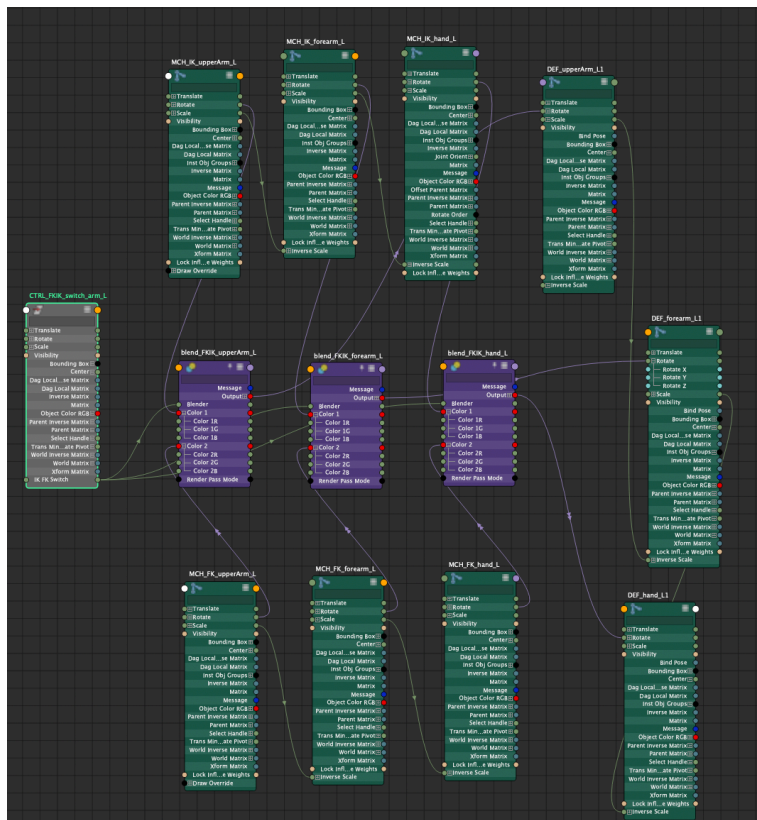 MCH_IK_upperArm_L
Translate
Rotate
Scale
Visibility
Bounding Box
Center
Dag Local...se Matrix
Dag Local Matrix
Inst Obj Groups
Inverse Matrix
Matrix
Message
Object Color RGB
Parent Inverse Matrix
Parent Matrix
Select Handle
Trans Min...ate Pivot
World Inverse Matrix
World Matrix
Xform Matrix
Lock Infl...e Weights
Draw Override
MCH_IK_forearm_L
Translate
Rotate
Scale
Visibility
Bounding Box
Center
Dag Local...se Matrix
Dag Local Matrix
Inst Obj Groups
Inverse Matrix
Matrix
Message
Object Color RGB
Parent Inverse Matrix
Parent Matrix
Select Handle
Trans Min...ate Pivot
World Inverse Matrix
World Matrix
Xform Matrix
Lock Infl...e Weights
Inverse Scale
MCH_IK_hand_L
Translate
Rotate
Scale
Visibility
Bounding Box
Center
Dag Local...se Matrix
Dag Local Matrix
Inst Obj Groups
Inverse Matrix
Joint Orient
Matrix
Message
Object Color RGB
Offset Parent Matrix
Parent Inverse Matrix
Parent Matrix
Rotate Order
Select Handle
Trans Min...ate Pivot
World Inverse Matrix
World Matrix
Xform Matrix
Lock Infl...e Weights
Inverse Scale
DEF_upperArm_L1
Translate
Rotate
Scale
Visibility
Bind Pose
Bounding Box
Center
Dag Local...se Matrix
Dag Local Matrix
Inst Obj Groups
Inverse Matrix
Matrix
Message
Object Color RGB
Parent Inverse Matrix
Parent Matrix
Select Handle
Trans Min...ate Pivot
World Inverse Matrix
World Matrix
Xform Matrix
Lock Infl...e Weights
Inverse Scale
CTRL_FKIK_switch_arm_L
Translate
Rotate
Scale
Visibility
Bounding Box
Center
Dag Local...se Matrix
Dag Local Matrix
Inverse Matrix
Matrix
Object Color RGB
Parent Inverse Matrix
Parent Matrix
Select Handle
Trans Min...ate Pivot
World Inverse Matrix
World Matrix
Xform Matrix
IK FK Switch
blend_FKIK_upperArm_L
Message
Output
Blender
Color 1
Color 1R
Color 1G
Color 1B
Color 2
Color 2R
Color 2G
Color 2B
Render Pass Mode
blend_FKIK_forearm_L
Message
Output
Blender
Color 1
Color 1R
Color 1G
Color 1B
Color 2
Color 2R
Color 2G
Color 2B
Render Pass Mode
blend_FKIK_hand_L
Message
Output
Blender
Color 1
Color 1R
Color 1G
Color 1B
Color 2
Color 2R
Color 2G
Color 2B
Render Pass Mode
DEF_forearm_L1
Translate
Rotate
Rotate X
Rotate Y
Rotate Z
Scale
Visibility
Bind Pose
Bounding Box
Center
Dag Local...se Matrix
Dag Local Matrix
Inst Obj Groups
Inverse Matrix
Matrix
Message
Object Color RGB
Parent Inverse Matrix
Parent Matrix
Select Handle
Trans Min...ate Pivot
World Inverse Matrix
World Matrix
Xform Matrix
Lock Infl...e Weights
Inverse Scale
MCH_FK_upperArm_L
Translate
Rotate
Scale
Visibility
Bounding Box
Center
Dag Local...se Matrix
Dag Local Matrix
Inst Obj Groups
Inverse Matrix
Matrix
Message
Object Color RGB
Parent Inverse Matrix
Parent Matrix
Select Handle
Trans Min...ate Pivot
World Inverse Matrix
World Matrix
Xform Matrix
Lock Infl...e Weights
Draw Override
MCH_FK_forearm_L
Translate
Rotate
Scale
Visibility
Bounding Box
Center
Dag Local...se Matrix
Dag Local Matrix
Inst Obj Groups
Inverse Matrix
Matrix
Message
Object Color RGB
Parent Inverse Matrix
Parent Matrix
Select Handle
Trans Min...ate Pivot
World Inverse Matrix
World Matrix
Xform Matrix
Lock Infl...e Weights
Inverse Scale
MCH_FK_hand_L
Translate
Rotate
Scale
Visibility
Bounding Box
Center
Dag Local...se Matrix
Dag Local Matrix
Inst Obj Groups
Inverse Matrix
Matrix
Message
Object Color RGB
Parent Inverse Matrix
Parent Matrix
Select Handle
Trans Min...ate Pivot
World Inverse Matrix
World Matrix
Xform Matrix
Lock Infl...e Weights
Inverse Scale
DEF_hand_L1
Translate
Rotate
Scale
Visibility
Bind Pose
Bounding Box
Center
Dag Local...se Matrix
Dag Local Matrix
Inst Obj Groups
Inverse Matrix
Matrix
Message
Object Color RGB
Parent Inverse Matrix
Parent Matrix
Select Handle
Trans Min...ate Pivot
World Inverse Matrix
World Matrix
Xform Matrix
Lock Infl...e Weights
Inverse Scale